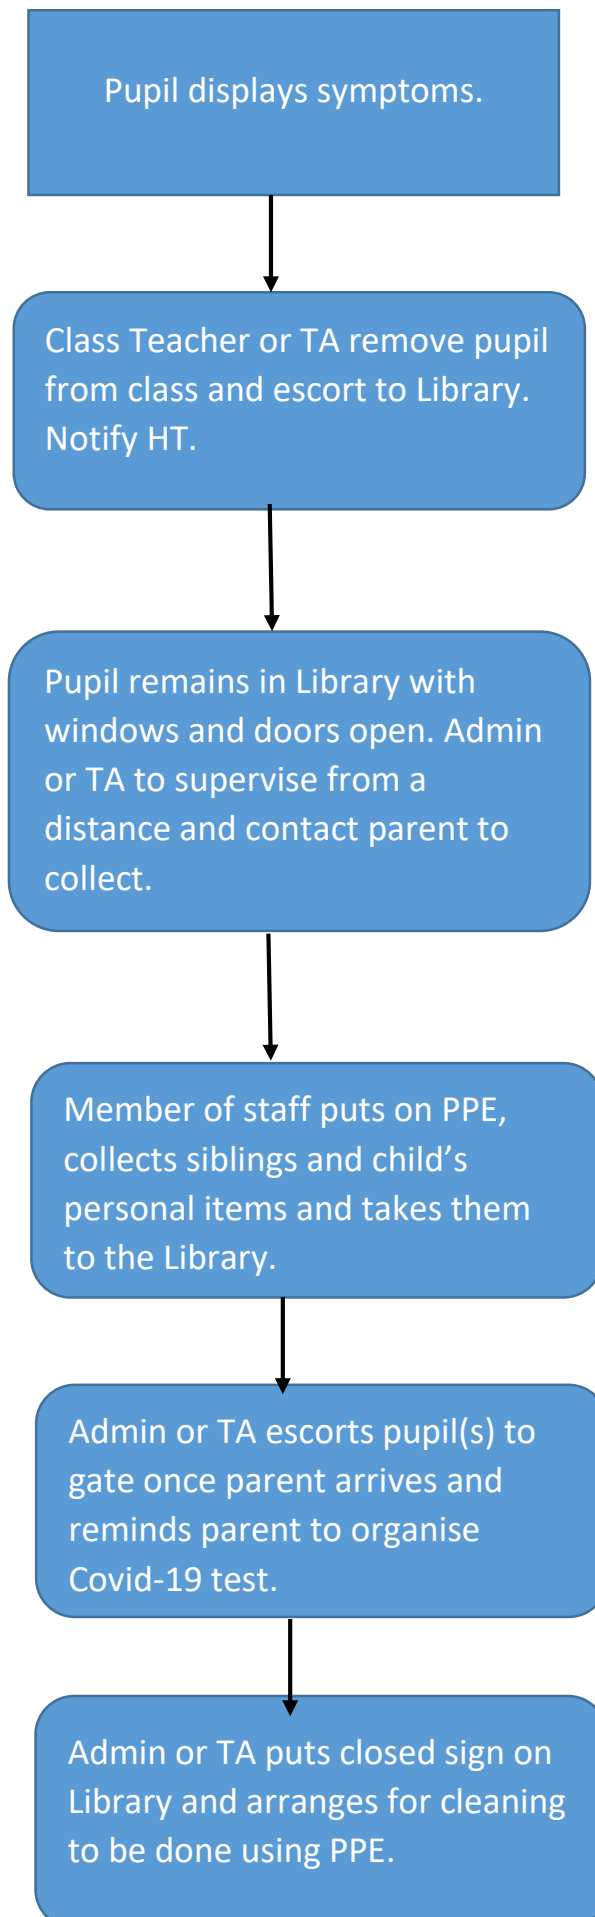 Pupil displays symptoms.
Class Teacher or TA remove pupil
from class and escort to Library.
Notify HT.
Pupil remains in Library with
windows and doors open. Admin
or TA to supervise from a
distance and contact parent to
collect.
Member of staff puts on PPE,
collects siblings and child’s
personal items and takes them
to the Library.
Admin or TA escorts pupil(s) to
gate once parent arrives and
reminds parent to organise
Covid-19 test.
Admin or TA puts closed sign on
Library and arranges for cleaning
to be done using PPE.